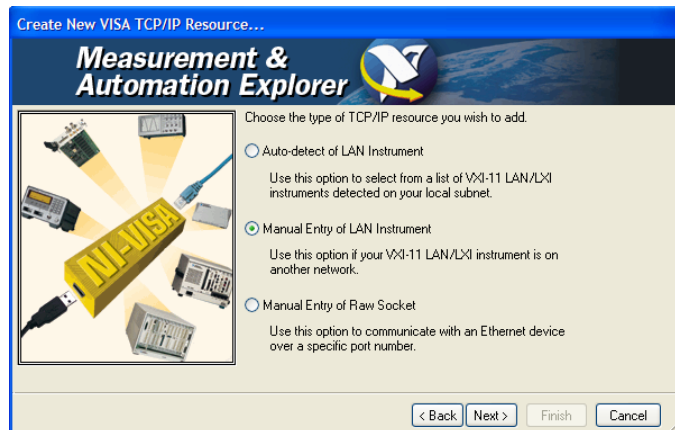 Create New VISA TCP/IP Resource...
Measurement &
Automation Explorer
Choose the type of TCP/IP resource you wish to add.
Auto-detect of LAN Instrument
Use this option to select from a list of VXI-11 LAN/LXI
instruments detected on your local subnet.
Manual Entry of LAN Instrument
Use this option if your VXI-11 LAN/LXI instrument is on
another network.
Manual Entry of Raw Socket
Use this option to communicate with an Ethernet device
over a specific port number.
NI-VISA
< Back Next > Finish Cancel